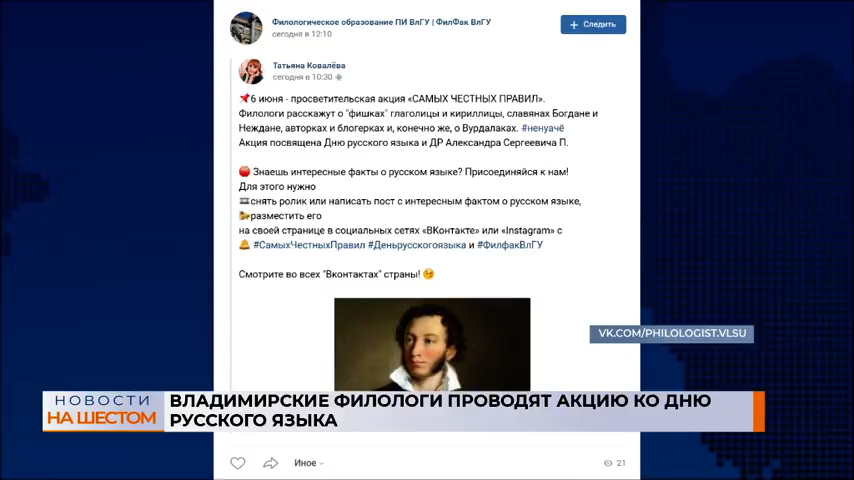 Филологическое образование ПИ ВлГУ | ФилФак ВлГУ
сегодня в 12:10
+ Следить
Татьяна Ковалёва
сегодня в 10:30
📌6 июня - просветительская акция «САМЫХ ЧЕСТНЫХ ПРАВИЛ».
Филологи расскажут о "фишках" глаголицы и кириллицы, славянах Богдане и
Неждане, авторках и блогерках и, конечно же, о Вурдалаках. #ненуачё
Акция посвящена Дню русского языка и ДР Александра Сергеевича П.
🛑 Знаешь интересные факты о русском языке? Присоединяйся к нам!
Для этого нужно
снять ролик или написать пост с интересным фактом о русском языке,
разместить его
на своей странице в социальных сетях «ВКонтакте» или «Instagram» с
🔔 #СамыхЧестныхПравил #Деньрусскогоязыка и #ФилфакВлГУ
Смотрите во всех "Вконтактах" страны! 😉
VK.COM/PHILOLOGIST.VLSU
НОВОСТИ
НА ШЕСТОМ
ВЛАДИМИРСКИЕ ФИЛОЛОГИ ПРОВОДЯТ АКЦИЮ КО ДНЮ
РУССКОГО ЯЗЫКА
Иное
21